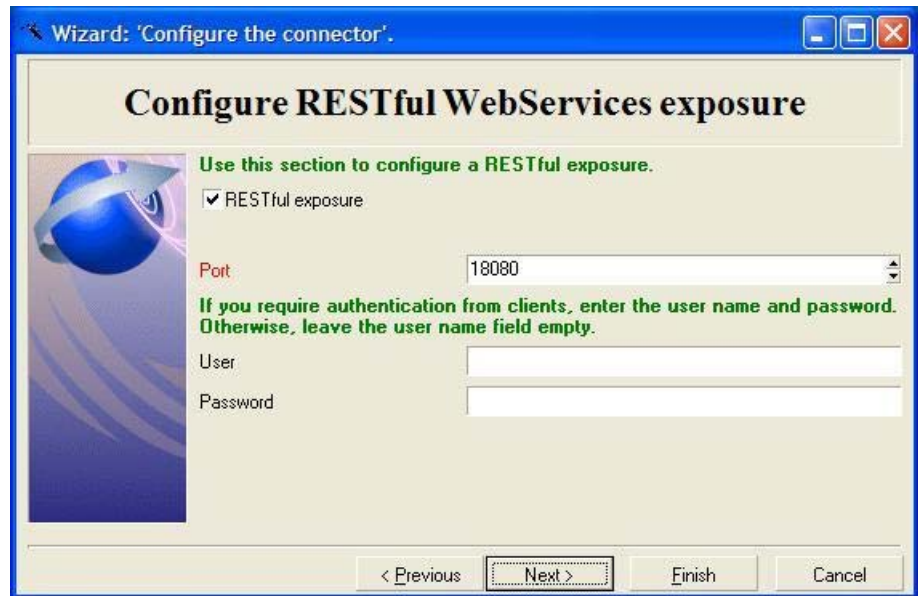 Wizard: 'Configure the connector'.
Configure RESTful WebServices exposure
Use this section to configure a RESTful exposure.
RESTful exposure
Port
18080
If you require authentication from clients, enter the user name and password.
Otherwise, leave the user name field empty.
User
Password
< Previous
Next >
Finish
Cancel